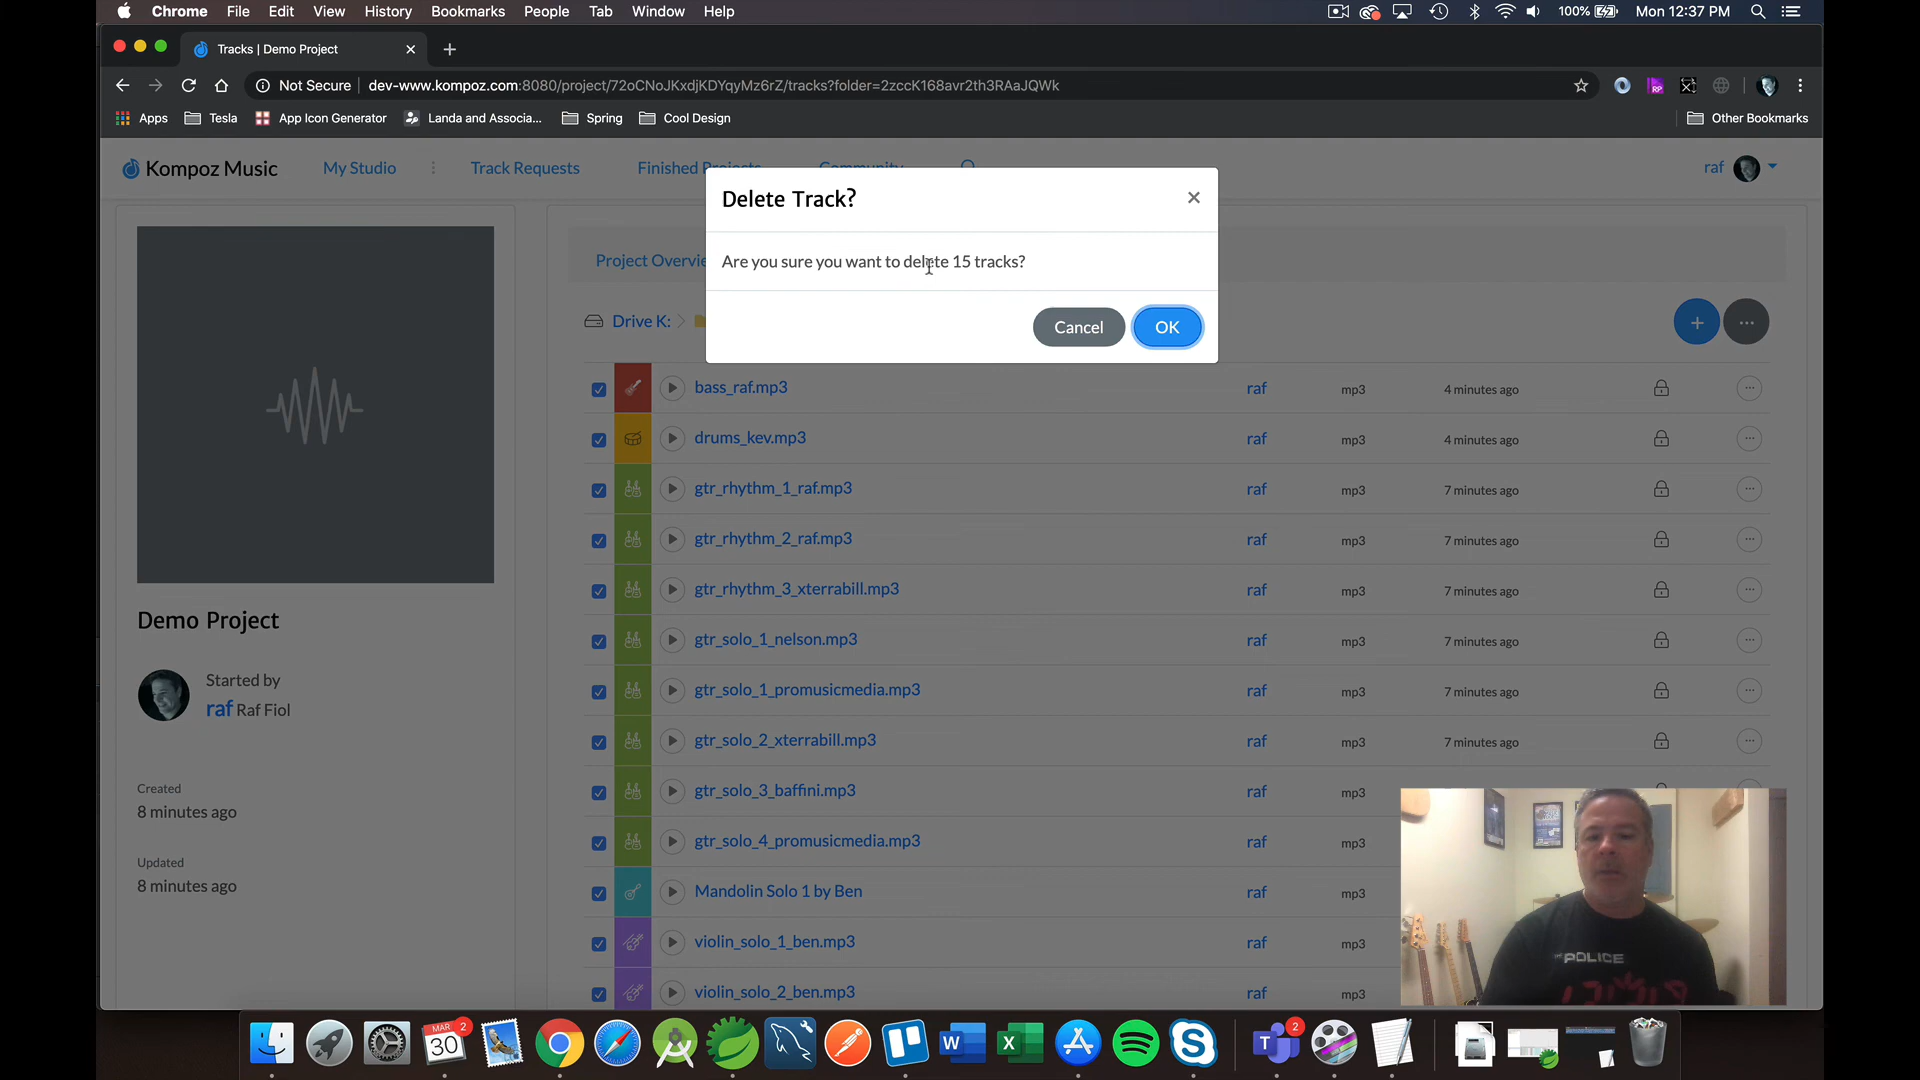 Chrome File Edit View History Bookmarks People Tab Window Help 100% Mon 12:37 PM
Tracks | Demo Project
Not Secure | dev-www.kompoz.com:8080/project/72oCNoJKxdjKDYqyMz6rZ/tracks?folder=2zccK168avr2th3RAaJQWk
Apps Tesla App Icon Generator Landa and Associa... Spring Cool Design Other Bookmarks
Kompoz Music My Studio Track Requests Finished Projects Community raf
Delete Track?
Are you sure you want to delete 15 tracks?
Cancel OK
Project Overvie
Drive K:
bass_raf.mp3 raf mp3 4 minutes ago
drums_kev.mp3 raf mp3 4 minutes ago
gtr_rhythm_1_raf.mp3 raf mp3 7 minutes ago
gtr_rhythm_2_raf.mp3 raf mp3 7 minutes ago
gtr_rhythm_3_xterrabill.mp3 raf mp3 7 minutes ago
gtr_solo_1_nelson.mp3 raf mp3 7 minutes ago
gtr_solo_1_promusicmedia.mp3 raf mp3 7 minutes ago
gtr_solo_2_xterrabill.mp3 raf mp3 7 minutes ago
gtr_solo_3_baffini.mp3 raf mp3
gtr_solo_4_promusicmedia.mp3 raf mp3
Mandolin Solo 1 by Ben raf mp3
violin_solo_1_ben.mp3 raf mp3
violin_solo_2_ben.mp3 raf mp3
Demo Project
Started by
raf Raf Fiol
Created
8 minutes ago
Updated
8 minutes ago
THE POLICE
MAR 2
30
RP
W
X
T 2
S